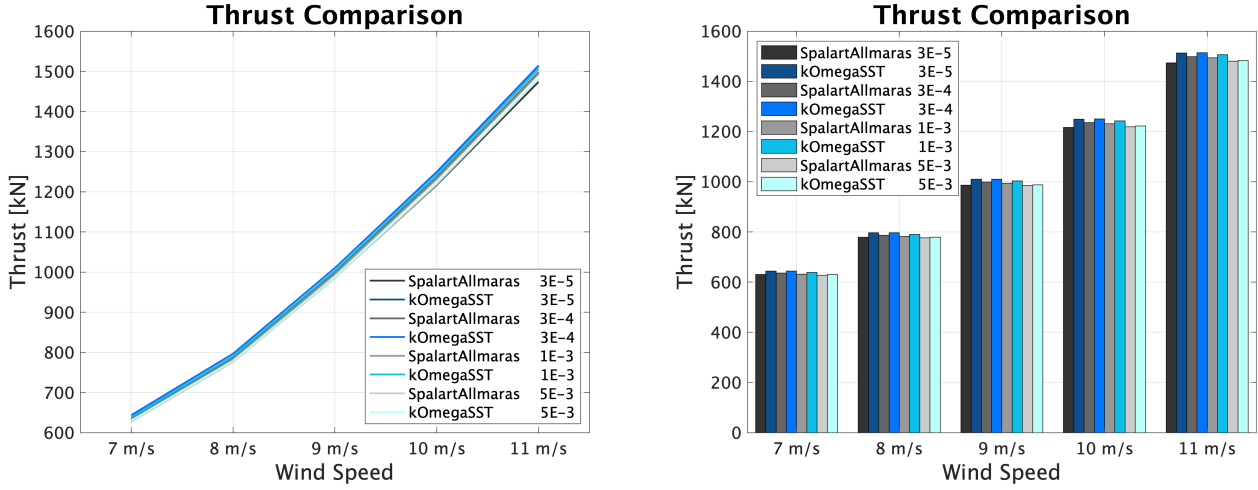 Thrust Comparison
Thrust [kN]
1600
1500
1400
1300
1200
1100
1000
900
800
700
600
7 m/s 8 m/s 9 m/s 10 m/s 11 m/s
Wind Speed
SpalartAllmaras 3E-5
kOmegaSST 3E-5
SpalartAllmaras 3E-4
kOmegaSST 3E-4
SpalartAllmaras 1E-3
kOmegaSST 1E-3
SpalartAllmaras 5E-3
kOmegaSST 5E-3
Thrust Comparison
Thrust [kN]
1600
1400
1200
1000
800
600
400
200
0
7 m/s 8 m/s 9 m/s 10 m/s 11 m/s
Wind Speed
SpalartAllmaras 3E-5
kOmegaSST 3E-5
SpalartAllmaras 3E-4
kOmegaSST 3E-4
SpalartAllmaras 1E-3
kOmegaSST 1E-3
SpalartAllmaras 5E-3
kOmegaSST 5E-3